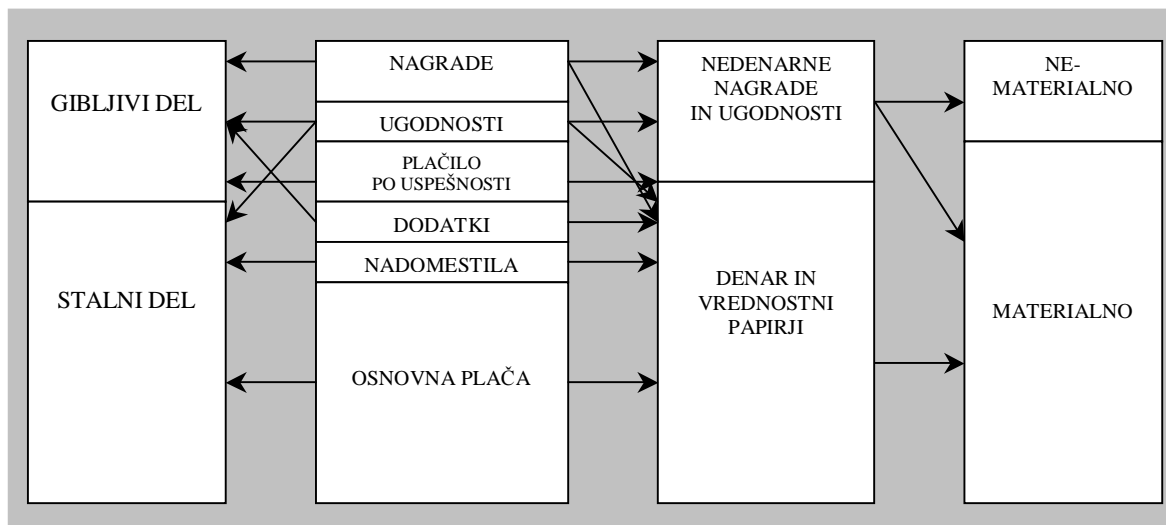 GIBLJIVI DEL
STALNI DEL
NAGRADE
UGODNOSTI
PLAČILO
PO USPEŠNOSTI
DODATKI
NADOMESTILA
OSNOVNA PLAČA
NEDENARNE
NAGRADE
IN UGODNOSTI
DENAR IN
VREDNOSTNI
PAPIRJI
NE-
MATERIALNO
MATERIALNO